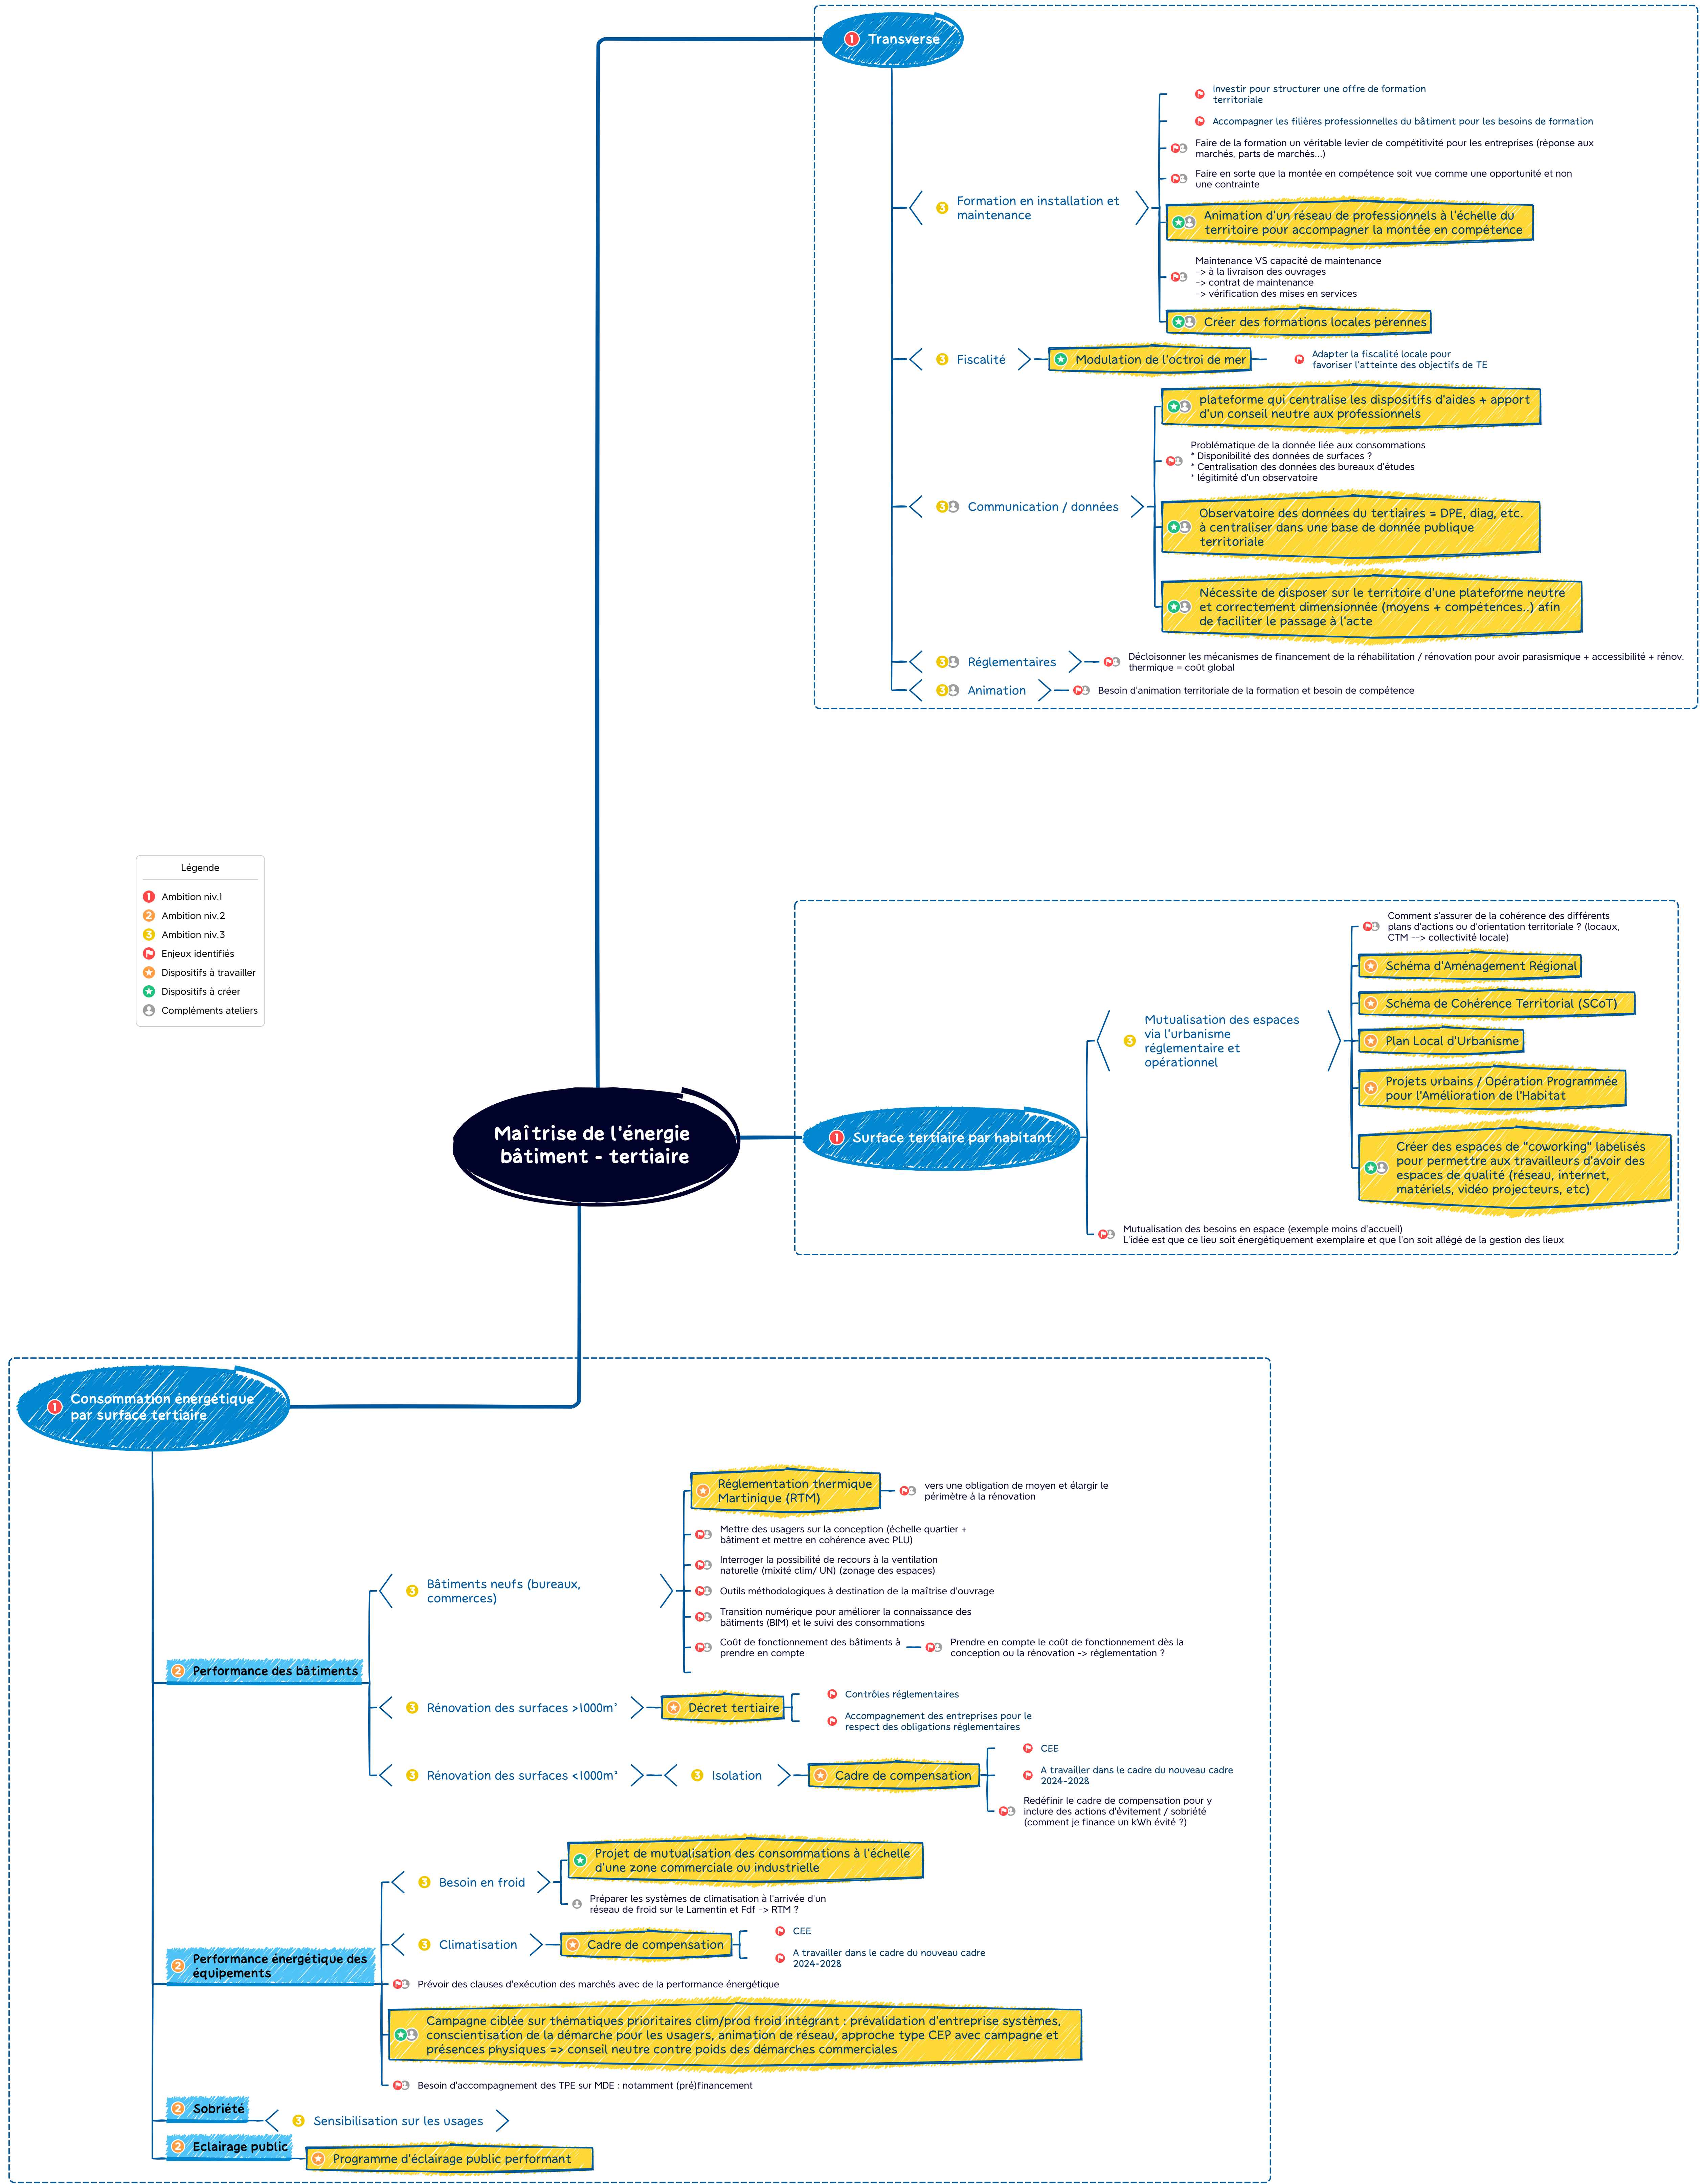 Transverse
Formation en installation et
maintenance
Investir pour structurer une offre de formation
territoriale
Accompagner les filières professionnelles du bâtiment pour les besoins de formation
Faire de la formation un véritable levier de compétitivité pour les entreprises (réponse aux
marchés, parts de marchés...)
Faire en sorte que la montée en compétence soit vue comme une opportunité et non
une contrainte
Animation d'un réseau de professionnels à l'échelle du
territoire pour accompagner la montée en compétence
Maintenance VS capacité de maintenance
-> à la livraison des ouvrages
-> contrat de maintenance
-> vérification des mises en services
Créer des formations locales pérennes
Fiscalité
Modulation de l'octroi de mer
Adapter la fiscalité locale pour
favoriser l'atteinte des objectifs de TE
Communication / données
plateforme qui centralise les dispositifs d'aides + apport
d'un conseil neutre aux professionnels
Problématique de la donnée liée aux consommations
* Disponibilité des données de surfaces ?
* Centralisation des données des bureaux d'études
* légitimité d'un observatoire
Observatoire des données du tertiaires = DPE, diag, etc.
à centraliser dans une base de donnée publique
territoriale
Nécessite de disposer sur le territoire d'une plateforme neutre
et correctement dimensionnée (moyens + compétences..) afin
de faciliter le passage à l'acte
Réglementaires
Décloisonner les mécanismes de financement de la réhabilitation / rénovation pour avoir parasismique + accessibilité + rénov.
thermique = coût global
Animation
Besoin d'animation territoriale de la formation et besoin de compétence
Légende
1 Ambition niv.1
2 Ambition niv.2
3 Ambition niv.3
Enjeux identifiés
Dispositifs à travailler
Dispositifs à créer
Compléments ateliers
Maîtrise de l'énergie
bâtiment - tertiaire
1 Surface tertiaire par habitant
3 Mutualisation des espaces
via l'urbanisme
réglementaire et
opérationnel
Comment s'assurer de la cohérence des différents
plans d'actions ou d'orientation territoriale ? (locaux,
CTM --> collectivité locale)
Schéma d'Aménagement Régional
Schéma de Cohérence Territorial (SCoT)
Plan Local d'Urbanisme
Projets urbains / Opération Programmée
pour l'Amélioration de l'Habitat
Créer des espaces de "coworking" labelisés
pour permettre aux travailleurs d'avoir des
espaces de qualité (réseau, internet,
matériels, vidéo projecteurs, etc)
Mutualisation des besoins en espace (exemple moins d'accueil)
L'idée est que ce lieu soit énergétiquement exemplaire et que l'on soit allégé de la gestion des lieux
1 Consommation énergétique
par surface tertiaire
2 Performance des bâtiments
3 Bâtiments neufs (bureaux,
commerces)
Réglementation thermique
Martinique (RTM)
vers une obligation de moyen et élargir le
périmètre à la rénovation
Mettre des usagers sur la conception (échelle quartier +
bâtiment et mettre en cohérence avec PLU)
Interroger la possibilité de recours à la ventilation
naturelle (mixité clim/ UN) (zonage des espaces)
Outils méthodologiques à destination de la maîtrise d'ouvrage
Transition numérique pour améliorer la connaissance des
bâtiments (BIM) et le suivi des consommations
Coût de fonctionnement des bâtiments à
prendre en compte
Prendre en compte le coût de fonctionnement dès la
conception ou la rénovation -> réglementation ?
3 Rénovation des surfaces >1000m²
Décret tertiaire
Contrôles réglementaires
Accompagnement des entreprises pour le
respect des obligations réglementaires
3 Rénovation des surfaces <1000m²
3 Isolation
Cadre de compensation
CEE
A travailler dans le cadre du nouveau cadre
2024-2028
Redéfinir le cadre de compensation pour y
inclure des actions d'évitement / sobriété
(comment je finance un kWh évité ?)
2 Performance énergétique des
équipements
3 Besoin en froid
Projet de mutualisation des consommations à l'échelle
d'une zone commerciale ou industrielle
Préparer les systèmes de climatisation à l'arrivée d'un
réseau de froid sur le Lamentin et Fdf -> RTM ?
3 Climatisation
Cadre de compensation
CEE
A travailler dans le cadre du nouveau cadre
2024-2028
Prévoir des clauses d'exécution des marchés avec de la performance énergétique
Campagne ciblée sur thématiques prioritaires clim/prod froid intégrant : prévalidation d'entreprise systèmes,
conscientisation de la démarche pour les usagers, animation de réseau, approche type CEP avec campagne et
présences physiques => conseil neutre contre poids des démarches commerciales
Besoin d'accompagnement des TPE sur MDE : notamment (pré)financement
2 Sobriété
3 Sensibilisation sur les usages
2 Eclairage public
Programme d'éclairage public performant